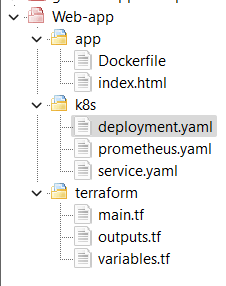 Web-app
app
Dockerfile
index.html
k8s
deployment.yaml
prometheus.yaml
service.yaml
terraform
main.tf
outputs.tf
variables.tf